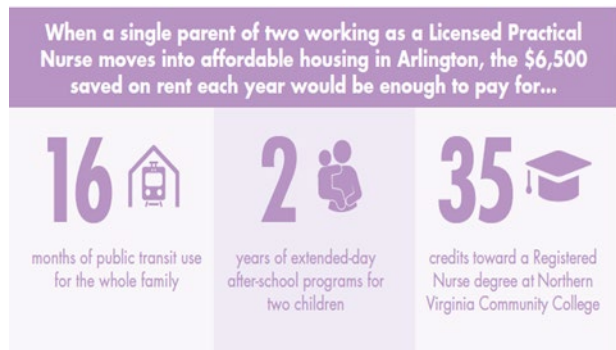 When a single parent of two working as a Licensed Practical
Nurse moves into affordable housing in Arlington, the $6,500
saved on rent each year would be enough to pay for...
16
months of public transit use
for the whole family
2
years of extended-day
after-school programs for
two children
35
credits toward a Registered
Nurse degree at Northern
Virginia Community College